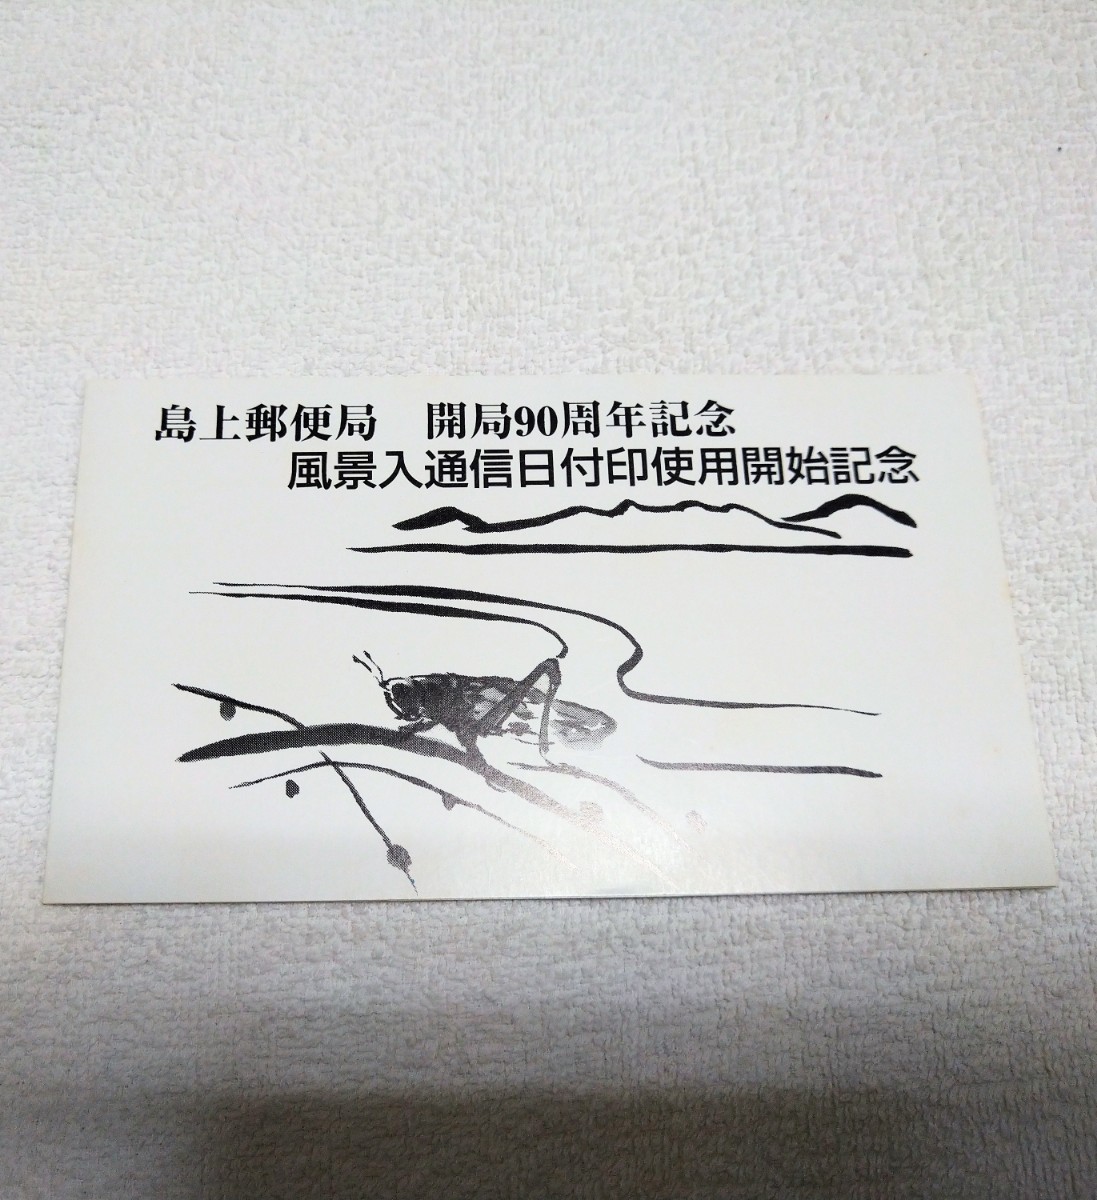 島上郵便局　開局90周年記念
風景入通信日付印使用開始記念